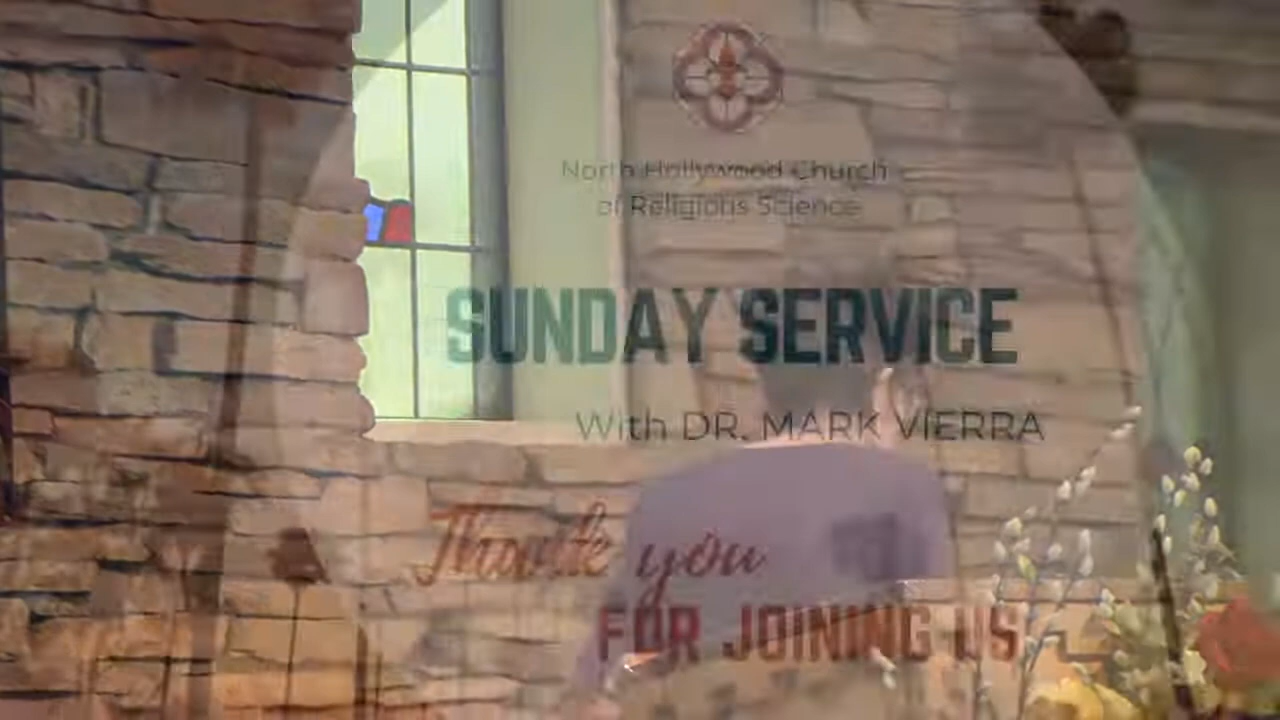 North Hollywood Church
of Religious Science
SUNDAY SERVICE
With DR. MARK VIERRA
Thank you
FOR JOINING US